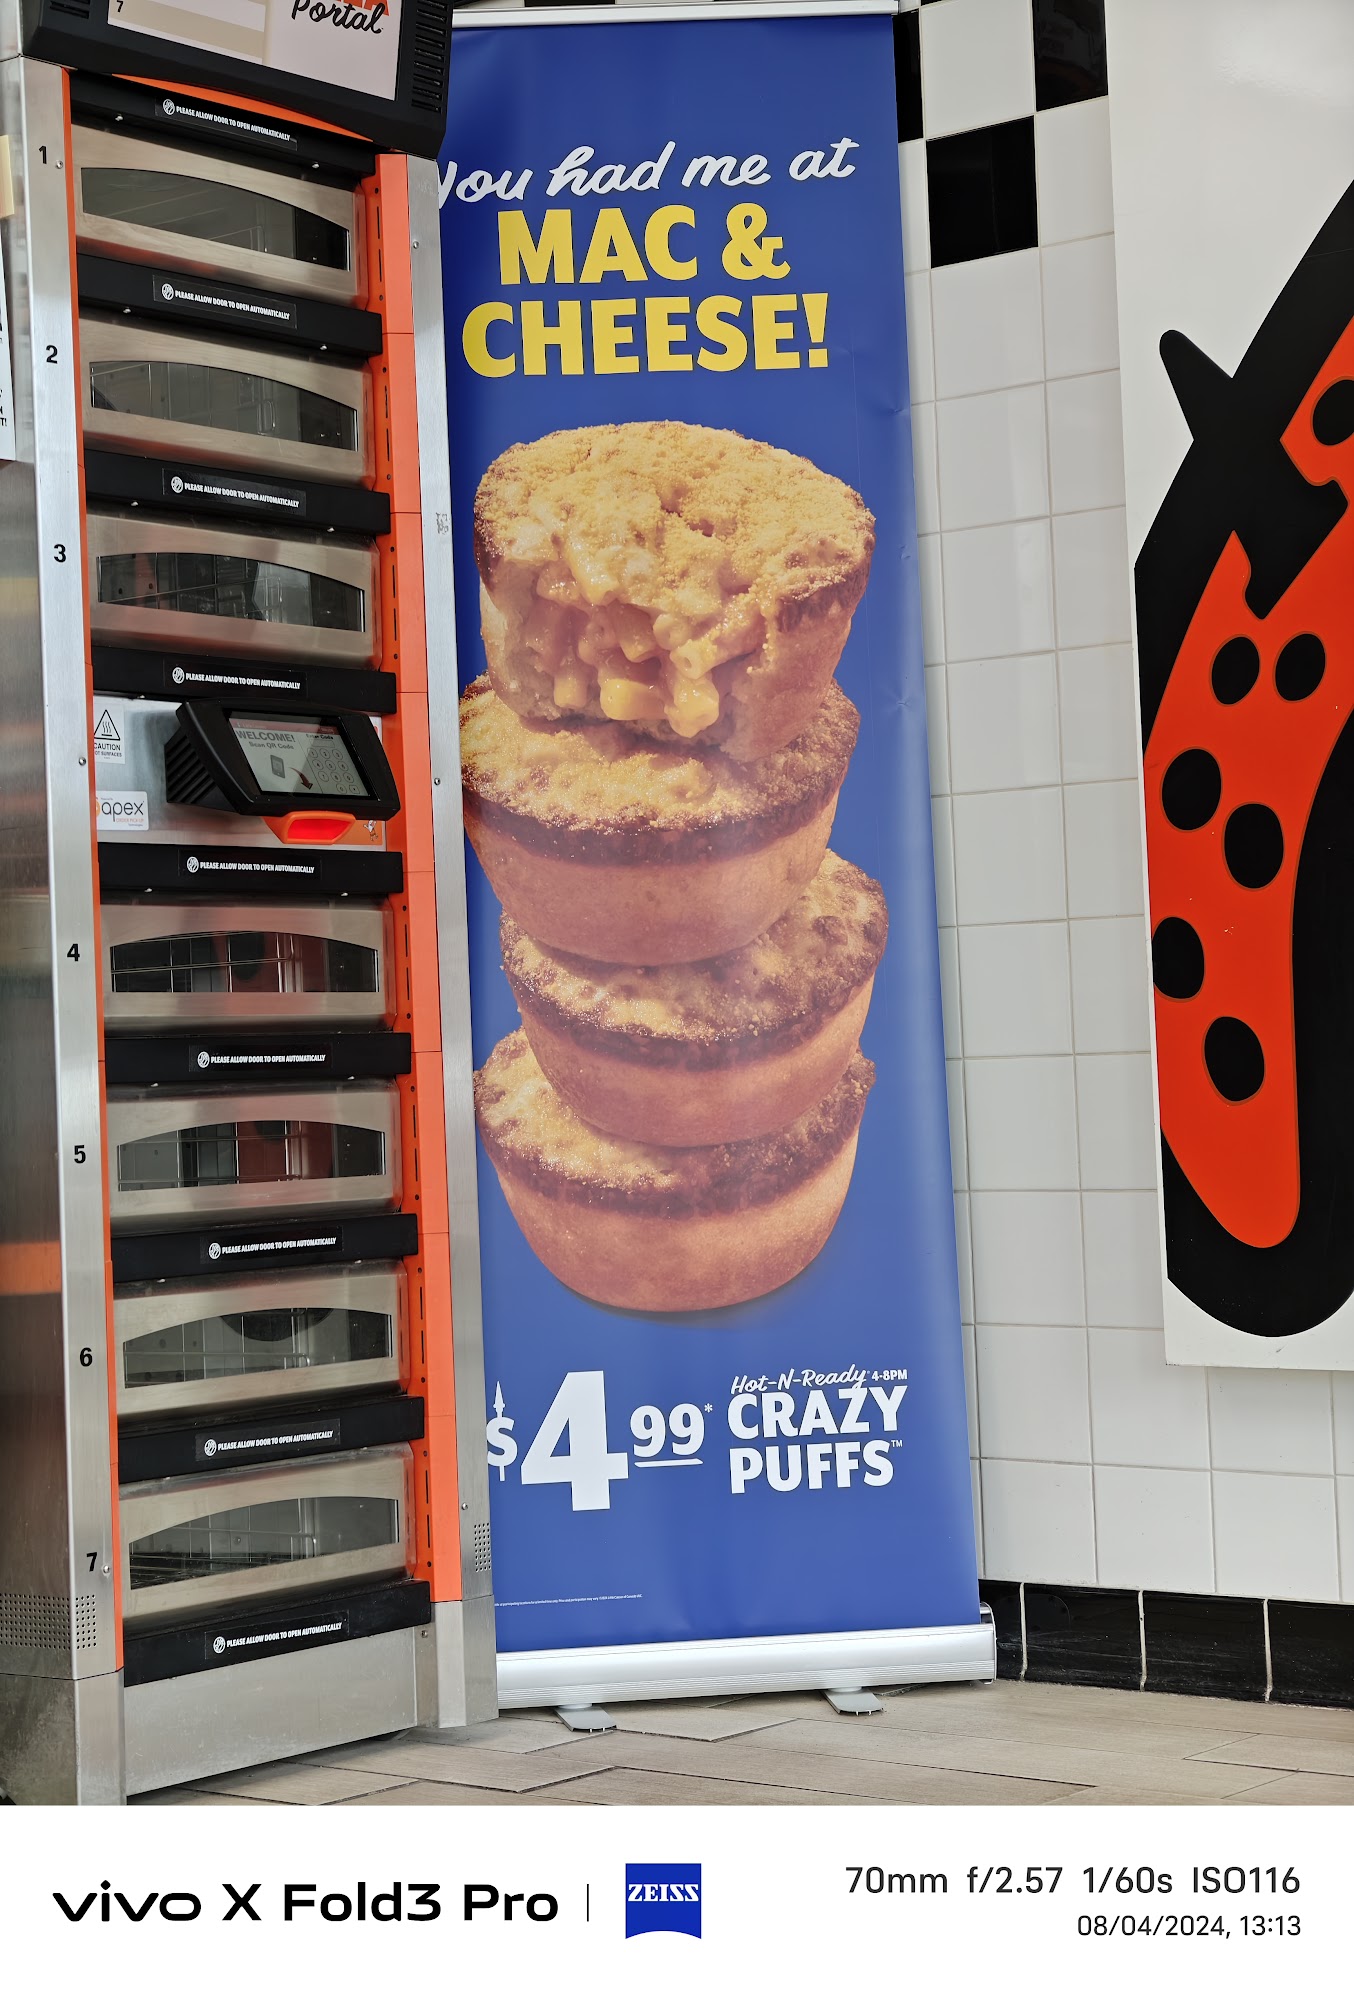 7
Portal
1
PLEASE ALLOW DOOR TO OPEN AUTOMATICALLY
PLEASE ALLOW DOOR TO OPEN AUTOMATICALLY
2
PLEASE ALLOW DOOR TO OPEN AUTOMATICALLY
3
PLEASE ALLOW DOOR TO OPEN AUTOMATICALLY
CAUTION
WELCOME!
Scan QR Code
apex
PLEASE ALLOW DOOR TO OPEN AUTOMATICALLY
4
PLEASE ALLOW DOOR TO OPEN AUTOMATICALLY
5
PLEASE ALLOW DOOR TO OPEN AUTOMATICALLY
6
PLEASE ALLOW DOOR TO OPEN AUTOMATICALLY
7
PLEASE ALLOW DOOR TO OPEN AUTOMATICALLY
You had me at
MAC &
CHEESE!
$4 99*
Hot-N-Ready® 4-8PM
CRAZY
PUFFS™
vivo X Fold3 Pro
ZEISS
70mm f/2.57 1/60s ISO116
08/04/2024, 13:13